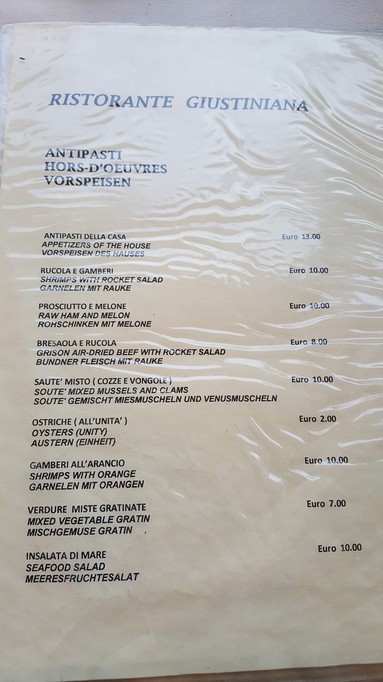 RISTORANTE GIUSTINIANA
ANTIPASTI
HORS-D'OEUVRES
VORSPEISEN
ANTIPASTI DELLA CASA Euro 13.00
APPETIZERS OF THE HOUSE
VORSPEISEN DES HAUSES
RUCOLA E GAMBERI Euro 10.00
SHRIMPS WITH ROCKET SALAD
GARNELEN MIT RAUKE
PROSCIUTTO E MELONE Euro 10.00
RAW HAM AND MELON
ROHSCHINKEN MIT MELONE
BRESAOLA E RUCOLA Euro 8.00
GRISON AIR-DRIED BEEF WITH ROCKET SALAD
BUNDNER FLEISCH MIT RAUKE
SAUTE' MISTO ( COZZE E VONGOLE ) Euro 10.00
SOUTE' MIXED MUSSELS AND CLAMS
SOUTE' GEMISCHT MIESMUSCHELN UND VENUSMUSCHELN
OSTRICHE ( ALL'UNITA' ) Euro 2.00
OYSTERS (UNITY)
AUSTERN (EINHEIT)
GAMBERI ALL'ARANCIO Euro 10.00
SHRIMPS WITH ORANGE
GARNELEN MIT ORANGEN
VERDURE MISTE GRATINATE Euro 7.00
MIXED VEGETABLE GRATIN
MISCHGEMUSE GRATIN
INSALATA DI MARE Euro 10.00
SEAFOOD SALAD
MEERESFRUCHTESALAT